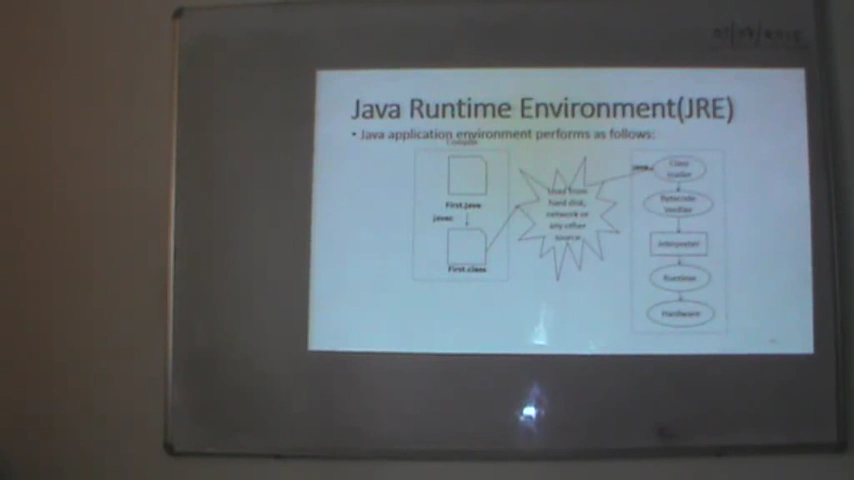 Java Runtime Environment(JRE)
• Java application environment performs as follows:
Compile
First.java
javac
First.class
Load from
hard disk,
network or
any other
source
java
Class
loader
Bytecode
Verifier
Interpreter
Runtime
Hardware